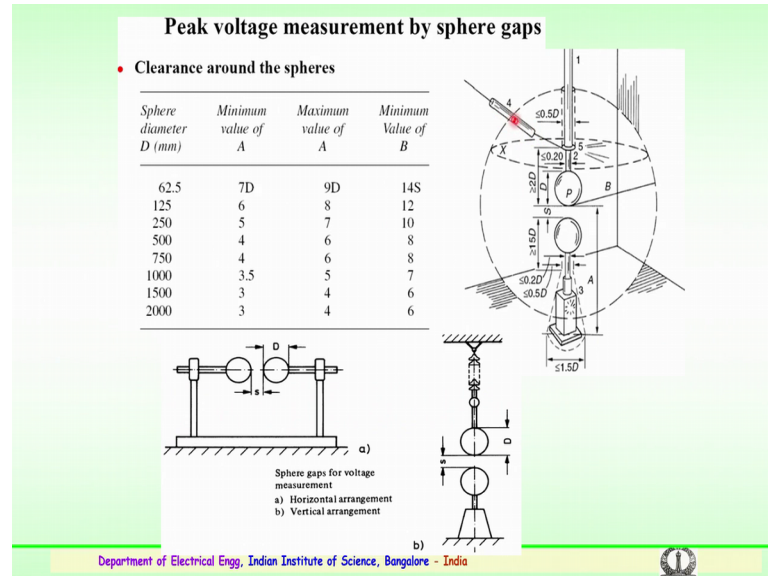 Peak voltage measurement by sphere gaps
• Clearance around the spheres
Sphere diameter D (mm) Minimum value of A Maximum value of A Minimum Value of B
62.5 7D 9D 14S
125 6 8 12
250 5 7 10
500 4 6 8
750 4 6 8
1000 3.5 5 7
1500 3 4 6
2000 3 4 6
1
4
≤0.5D
X
5
≤0.20
2
≥2D
D
P
B
S
≥15D
≤0.2D
≤0.5D
A
3
≤1.5D
D
s
a)
Sphere gaps for voltage
measurement
a) Horizontal arrangement
b) Vertical arrangement
D
s
b)
Department of Electrical Engg, Indian Institute of Science, Bangalore - India